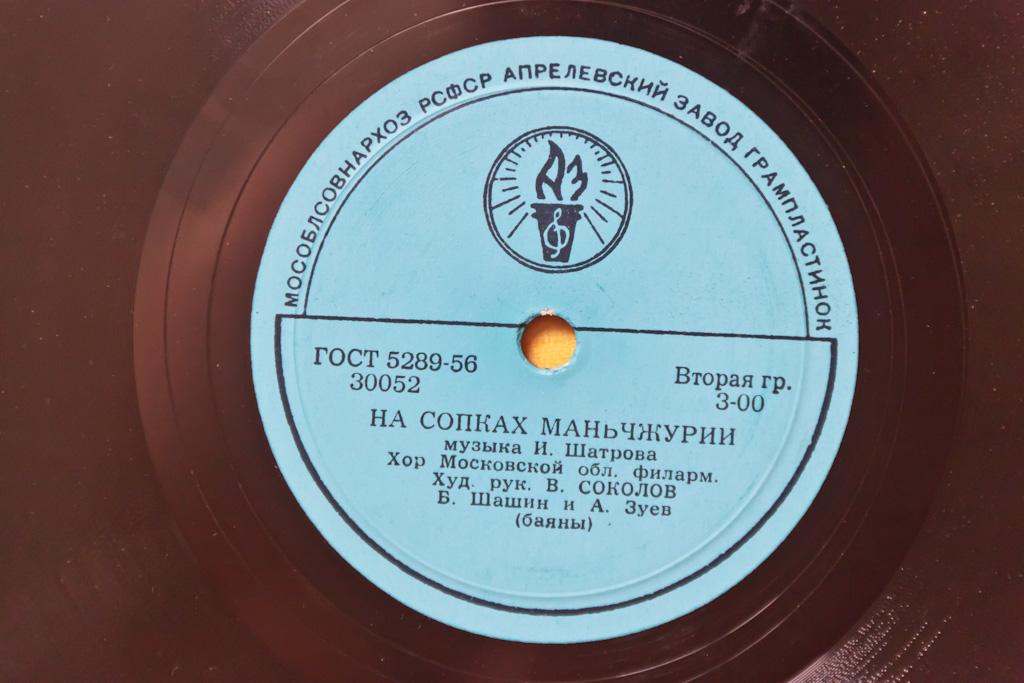 МОСОБЛСОВНАРХОЗ РСФСР АПРЕЛЕВСКИЙ ЗАВОД ГРАМПЛАСТИНОК
АЗ
ГОСТ 5289-56
30052
Вторая гр.
3-00
НА СОПКАХ МАНЬЧЖУРИИ
музыка И. Шатрова
Хор Московской обл. филарм.
Худ. рук. В. СОКОЛОВ
Б. Шашин и А. Зуев
(баяны)